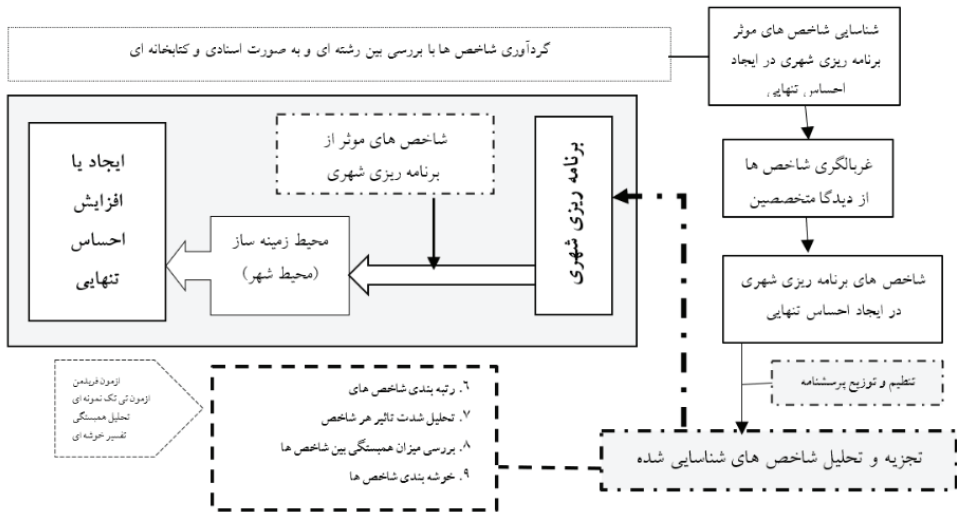 شناسایی شاخص های موثر
برنامه ریزی شهری در ایجاد
احساس تنهایی
گردآوری شاخص ها با بررسی بین رشته ای و به صورت اسنادی و کتابخانه ای
غربالگری شاخص ها
از دیدگا متخصصین
شاخص های برنامه ریزی شهری
در ایجاد احساس تنهایی
تنظیم و توزیع پرسشنامه
تجزیه و تحلیل شاخص های شناسایی شده
برنامه ریزی شهری
شاخص های موثر از
برنامه ریزی شهری
محیط زمینه ساز
(محیط شهر)
ایجاد یا
افزایش
احساس
تنهایی
۶. رتبه بندی شاخص های
۷. تحلیل شدت تاثیر هر شاخص
۸. بررسی میزان همبستگی بین شاخص ها
۹. خوشه بندی شاخص ها
ازمون فریدمن
ازمون تی تک نمونه ای
تحلیل همبستگی
تفسیر خوشه ای